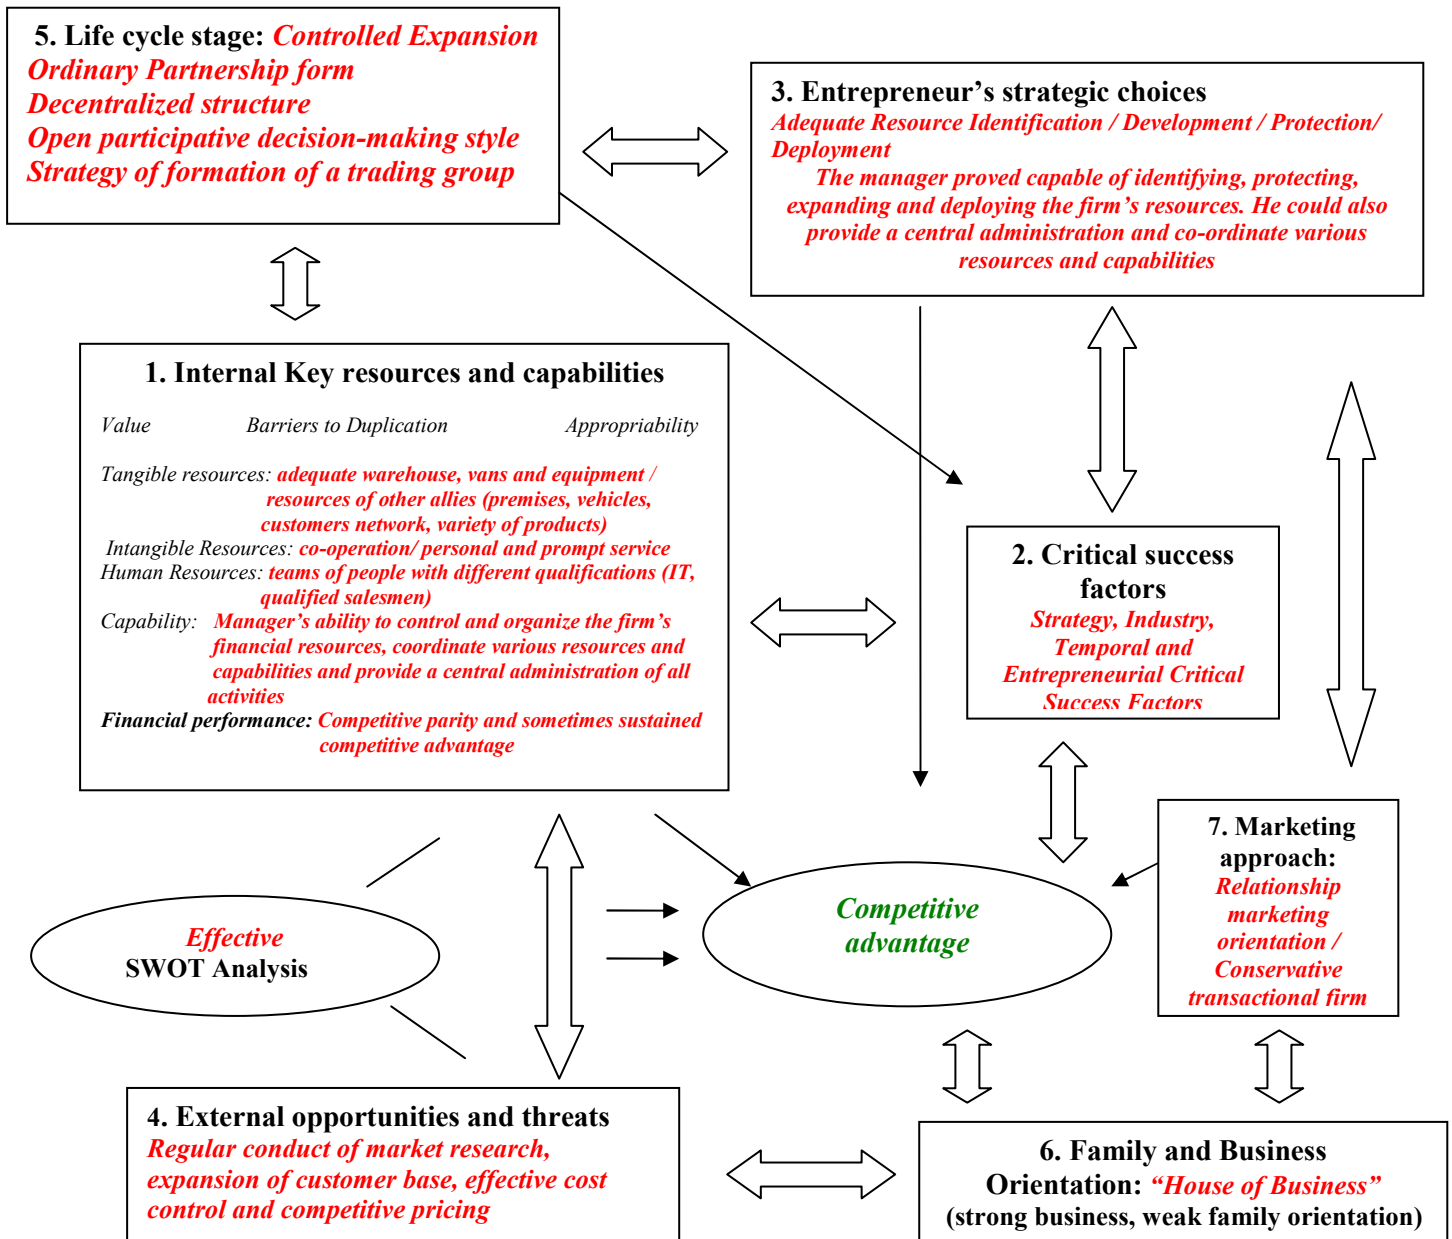 5. Life cycle stage: Controlled Expansion
Ordinary Partnership form
Decentralized structure
Open participative decision-making style
Strategy of formation of a trading group
3. Entrepreneur’s strategic choices
Adequate Resource Identification / Development / Protection/
Deployment
The manager proved capable of identifying, protecting,
expanding and deploying the firm’s resources. He could also
provide a central administration and co-ordinate various
resources and capabilities
1. Internal Key resources and capabilities
Value Barriers to Duplication Appropriability
Tangible resources: adequate warehouse, vans and equipment /
resources of other allies (premises, vehicles,
customers network, variety of products)
Intangible Resources: co-operation/ personal and prompt service
Human Resources: teams of people with different qualifications (IT,
qualified salesmen)
Capability: Manager’s ability to control and organize the firm’s
financial resources, coordinate various resources and
capabilities and provide a central administration of all
activities
Financial performance: Competitive parity and sometimes sustained
competitive advantage
2. Critical success
factors
Strategy, Industry,
Temporal and
Entrepreneurial Critical
Success Factors
7. Marketing
approach:
Relationship
marketing
orientation /
Conservative
transactional firm
Competitive
advantage
Effective
SWOT Analysis
4. External opportunities and threats
Regular conduct of market research,
expansion of customer base, effective cost
control and competitive pricing
6. Family and Business
Orientation: “House of Business”
(strong business, weak family orientation)